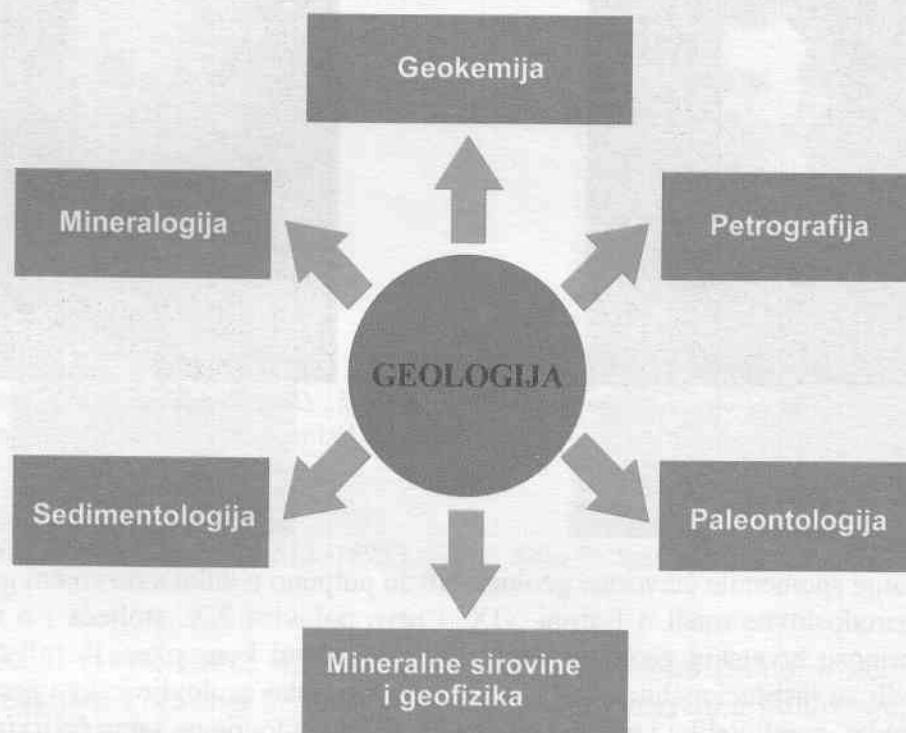 Geokemija
Mineralogija
Petrografija
GEOLOGIJA
Sedimentologija
Paleontologija
Mineralne sirovine
i geofizika